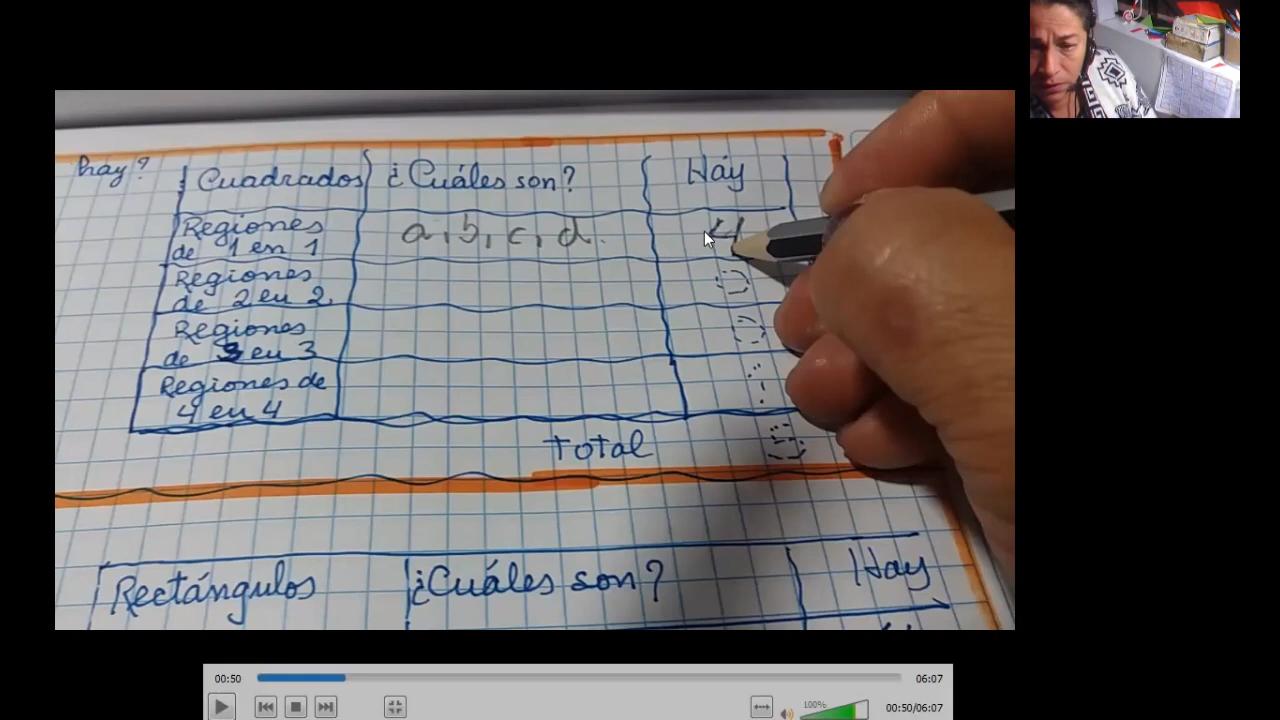 hay?
Cuadrados ¿Cuáles son? Hay
Regiones
de 1 en 1 a, b, c, d. 4
Regiones
de 2 en 2
Regiones
de 3 en 3
Regiones de
4 en 4
Total
Rectángulos ¿Cuáles son? Hay
00:50 06:07
100%
00:50/06:07